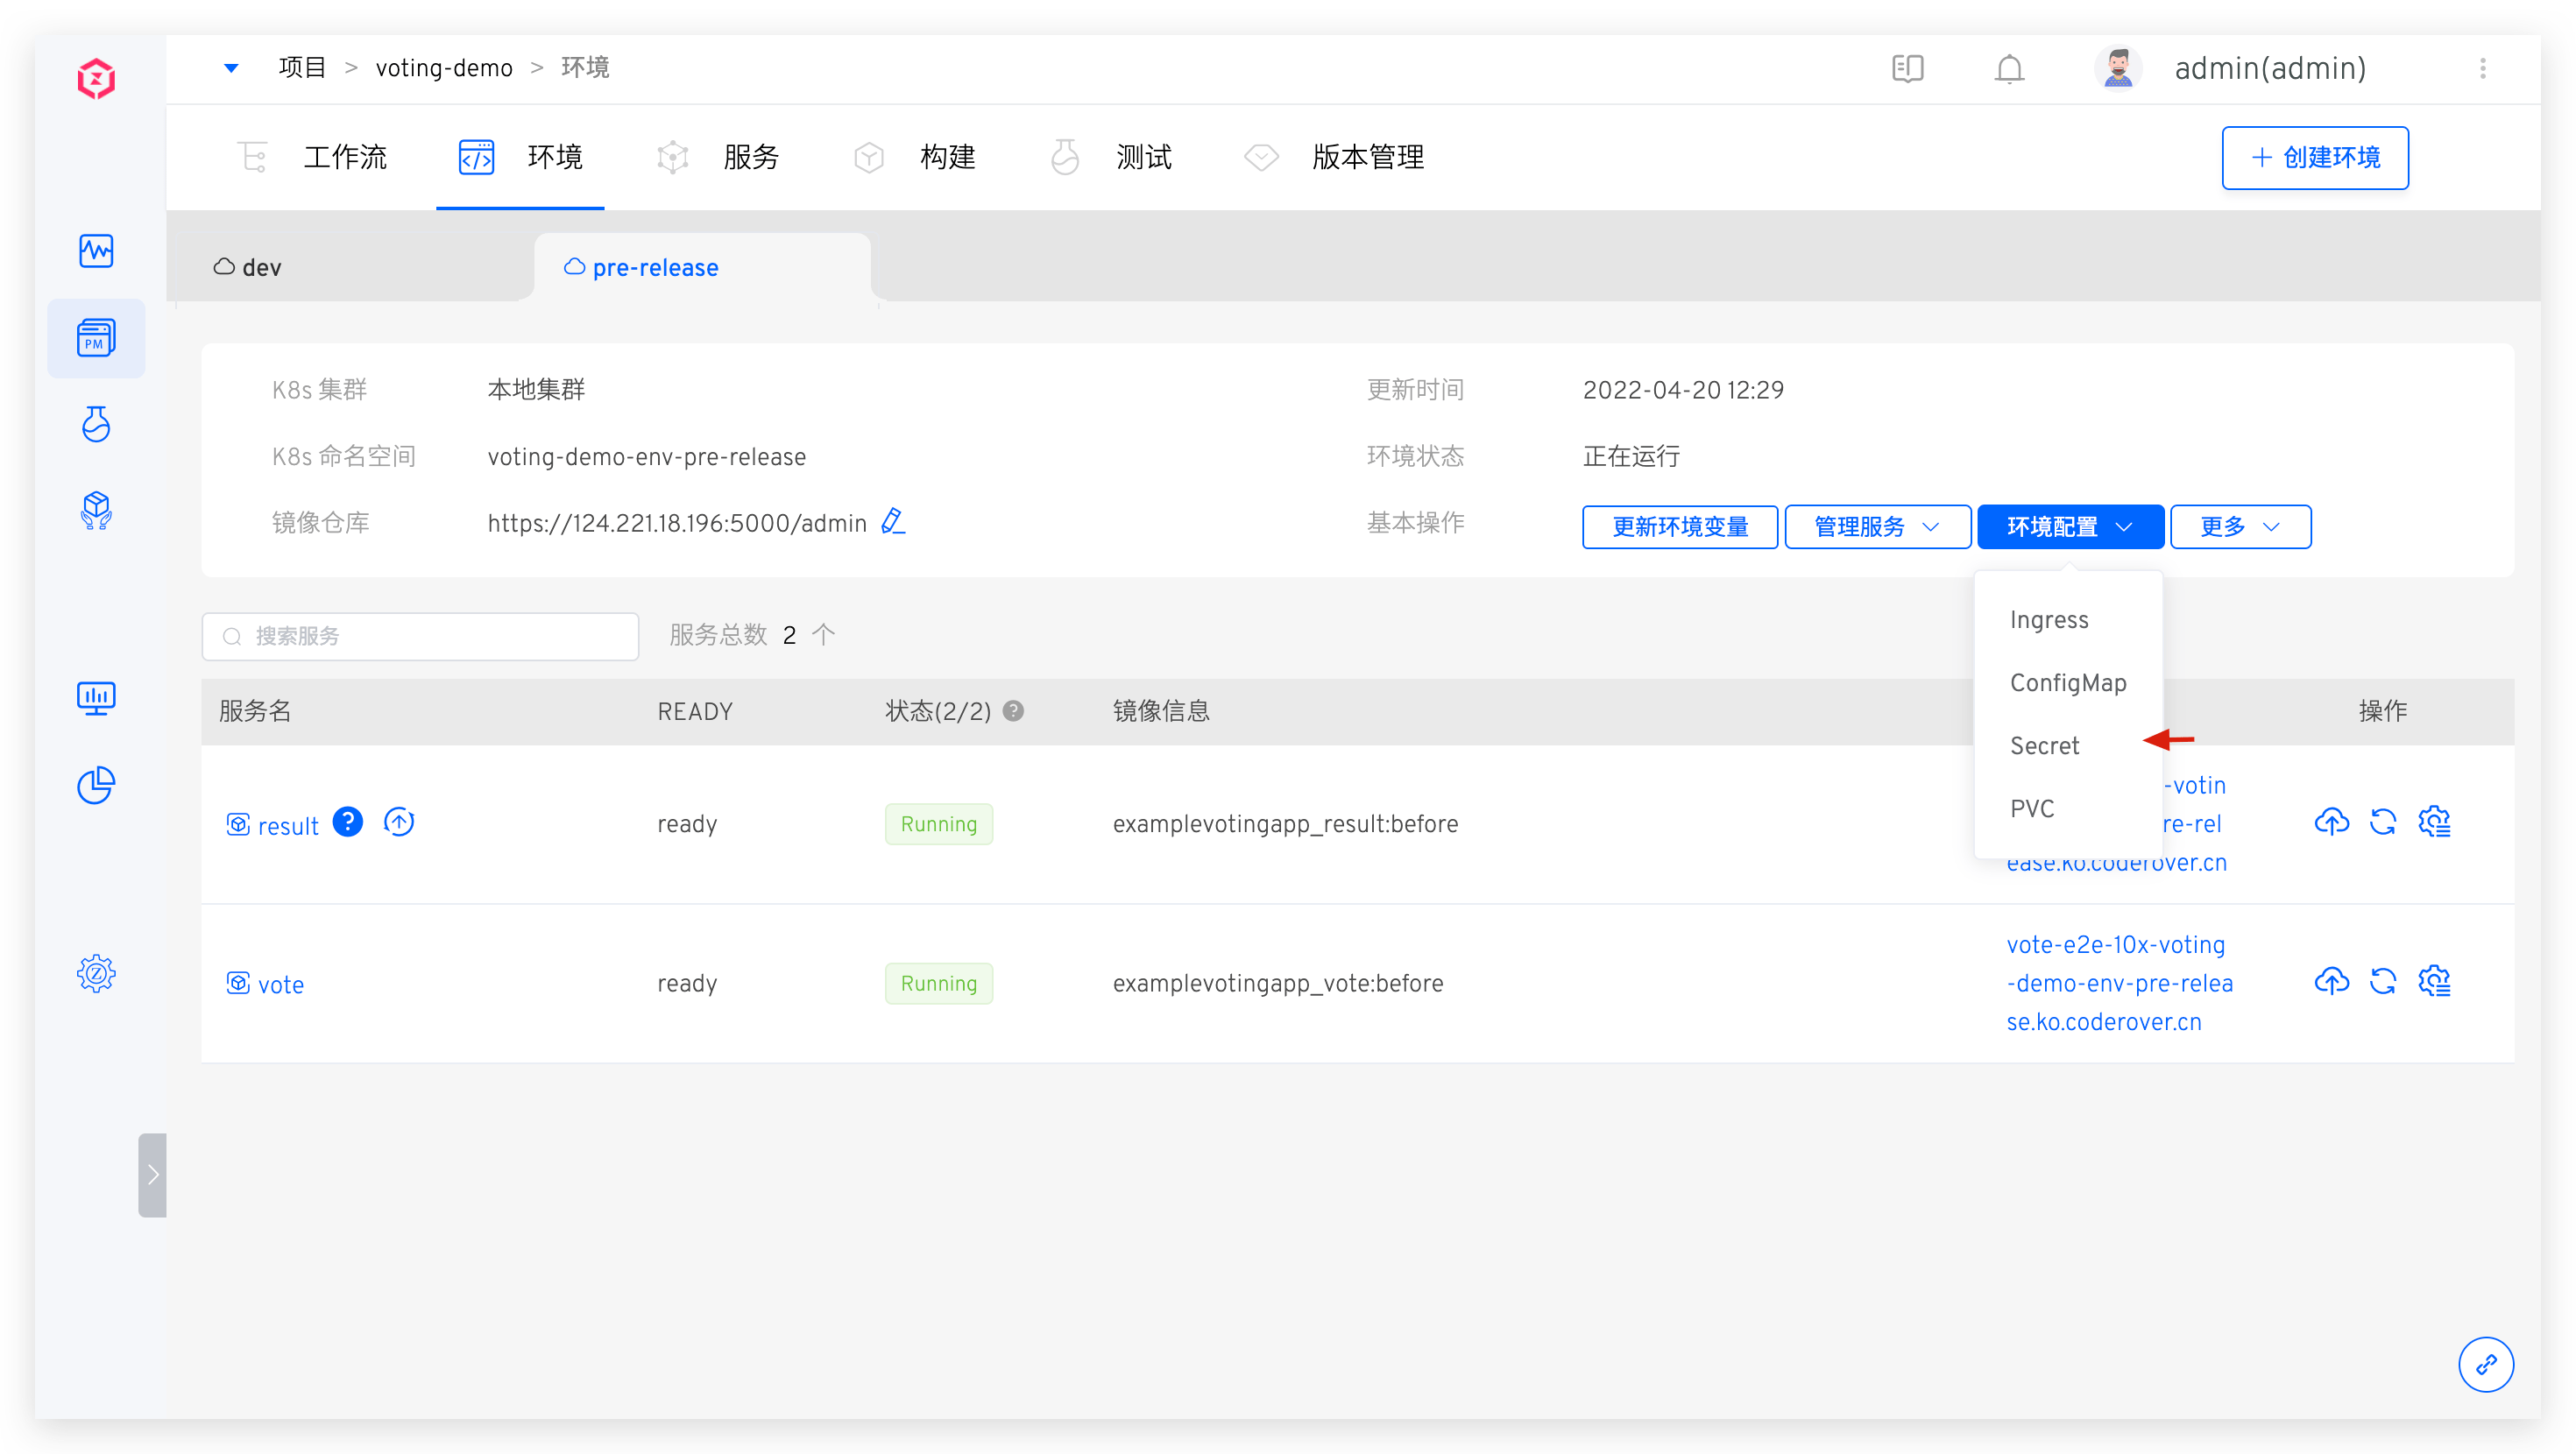 项目 > voting-demo > 环境
admin(admin)
工作流
环境
服务
构建
测试
版本管理
+ 创建环境
dev
pre-release
PM
K8s 集群
本地集群
更新时间
2022-04-20 12:29
K8s 命名空间
voting-demo-env-pre-release
环境状态
正在运行
镜像仓库
https://124.221.18.196:5000/admin
基本操作
更新环境变量
管理服务
环境配置
更多
Ingress
ConfigMap
Secret
PVC
搜索服务
服务总数 2 个
服务名
READY
状态(2/2)
镜像信息
操作
result
ready
Running
examplevotingapp_result:before
-votin
re-rel
ease.ko.coderover.cn
vote
ready
Running
examplevotingapp_vote:before
vote-e2e-10x-voting
-demo-env-pre-relea
se.ko.coderover.cn